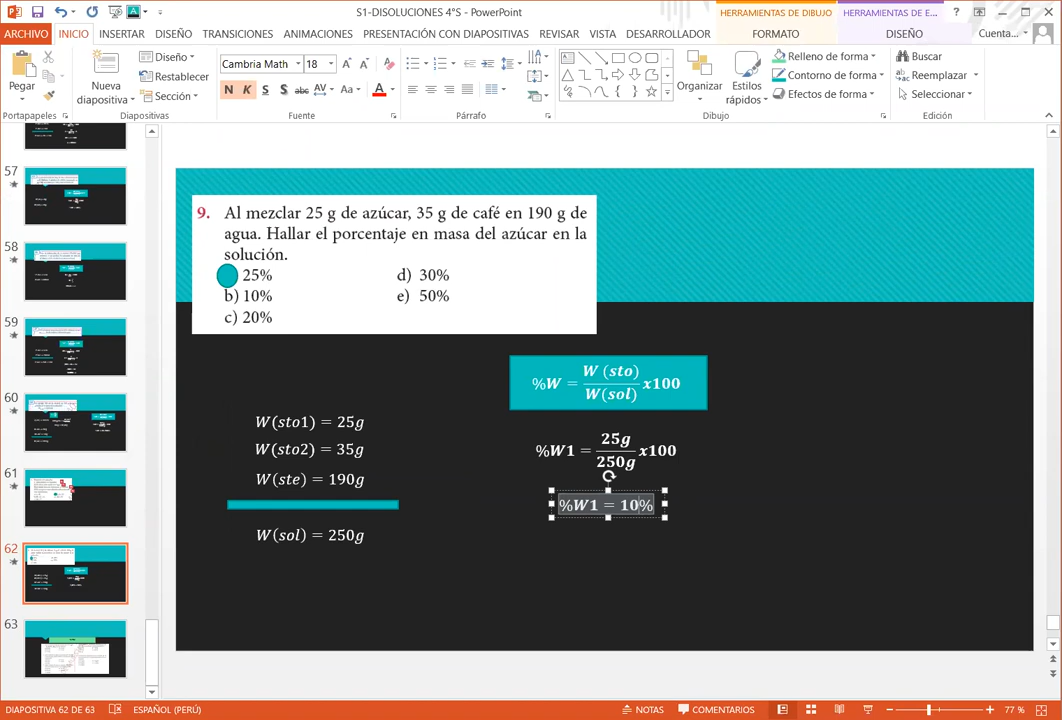 S1-DISOLUCIONES 4°S - PowerPoint
HERRAMIENTAS DE DIBUJO
HERRAMIENTAS DE E...
ARCHIVO
INICIO
INSERTAR
DISEÑO
TRANSICIONES
ANIMACIONES
PRESENTACIÓN CON DIAPOSITIVAS
REVISAR
VISTA
DESARROLLADOR
FORMATO
DISEÑO
Cuenta...
Pegar
Nueva
diapositiva
Diseño
Restablecer
Sección
Cambria Math
18
N K S S abc AV Aa A
Organizar
Estilos
rápidos
Relleno de forma
Contorno de forma
Efectos de forma
Buscar
Reemplazar
Seleccionar
Portapapeles
Diapositivas
Fuente
Párrafo
Dibujo
Edición
57
58
59
60
61
62
63
9. Al mezclar 25 g de azúcar, 35 g de café en 190 g de
agua. Hallar el porcentaje en masa del azúcar en la
solución.
25%
d) 30%
b) 10%
e) 50%
c) 20%
%W = W (sto) / W(sol) x100
W(sto1) = 25g
W(sto2) = 35g
W(ste) = 190g
W(sol) = 250g
%W1 = 25g / 250g x100
%W1 = 10%
DIAPOSITIVA 62 DE 63
ESPAÑOL (PERÚ)
NOTAS
COMENTARIOS
77 %